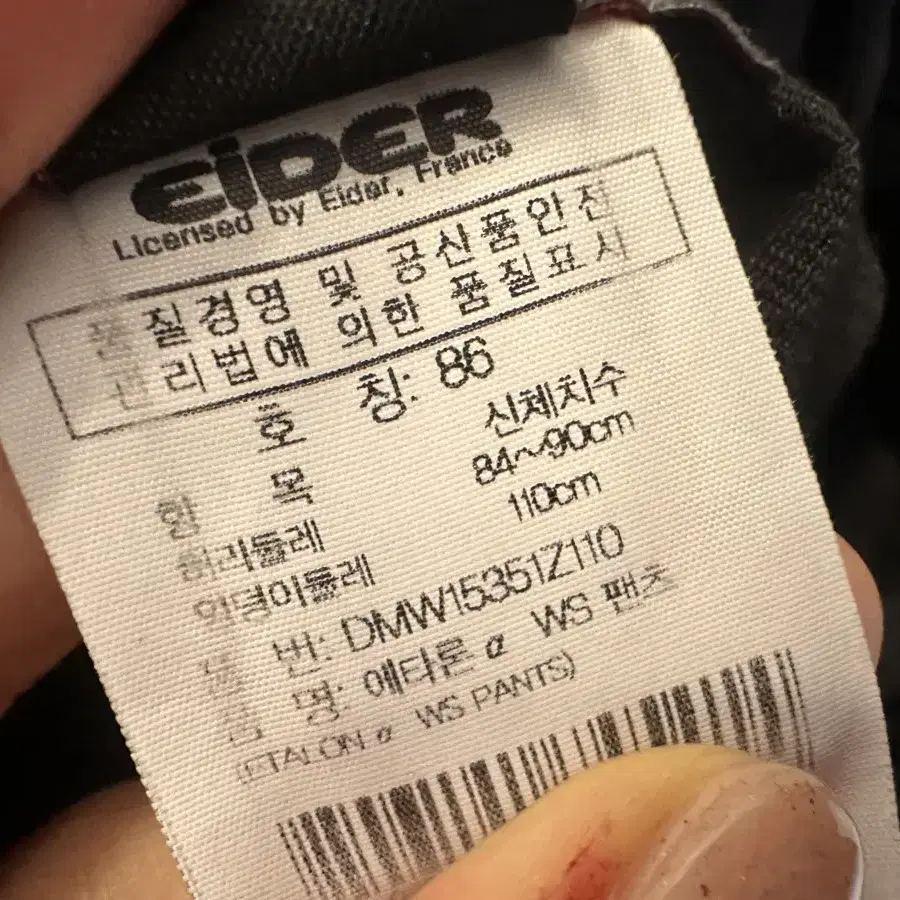 EiDER
Licensed by Eider, France
품질경영 및 공산품안전
관리법에 의한 품질표시
호 칭: 86
항 목 신체치수
허리둘레 84~90cm
엉덩이둘레 110cm
품 번: DMW15351Z110
품 명: 에타론 α WS 팬츠
(ETALON α WS PANTS)